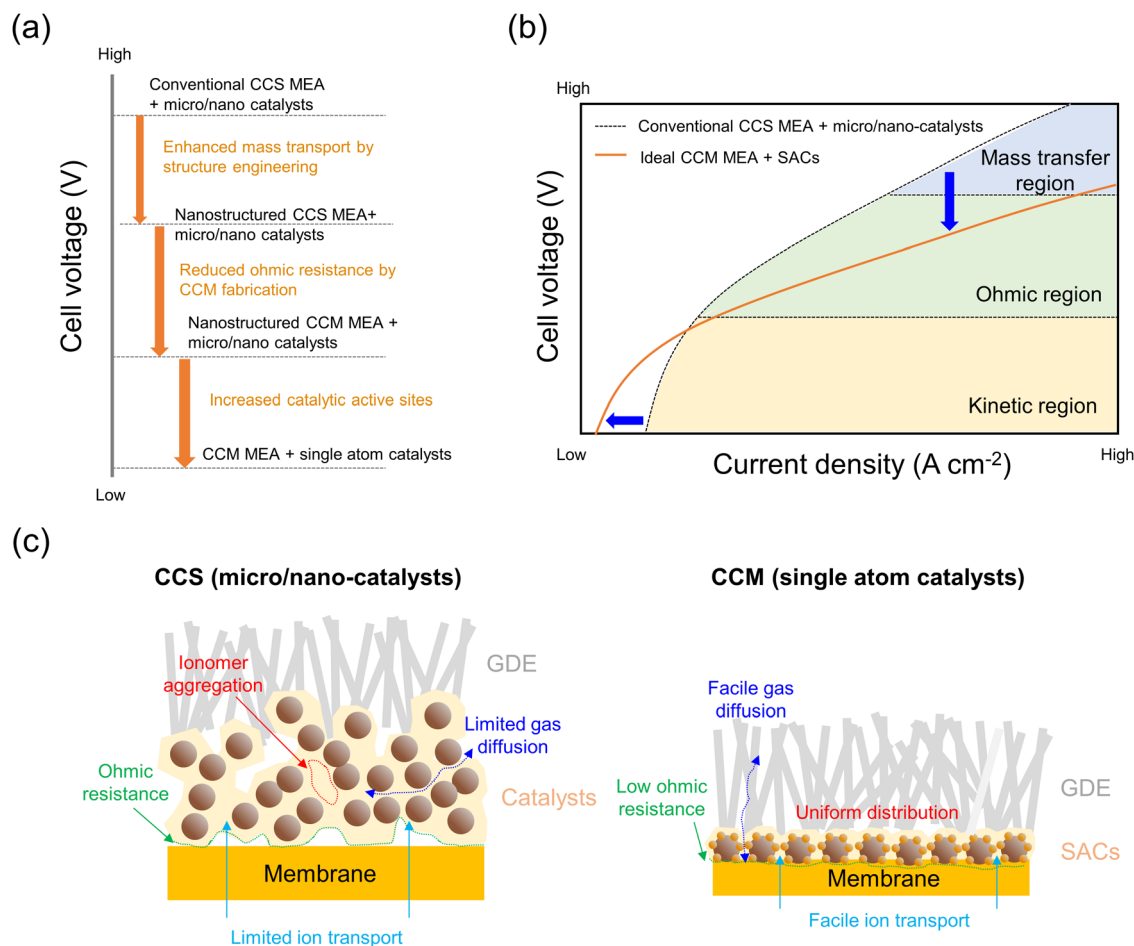 (a)
High
Conventional CCS MEA
+ micro/nano catalysts
Enhanced mass transport by
structure engineering
Nanostructured CCS MEA+
micro/nano catalysts
Reduced ohmic resistance by
CCM fabrication
Nanostructured CCM MEA +
micro/nano catalysts
Increased catalytic active sites
CCM MEA + single atom catalysts
Low
Cell voltage (V)
(b)
High
Conventional CCS MEA + micro/nano-catalysts
Ideal CCM MEA + SACs
Mass transfer
region
Ohmic region
Kinetic region
Cell voltage (V)
Low
Current density (A cm-2)
High
(c)
CCS (micro/nano-catalysts)
GDE
Ionomer
aggregation
Limited gas
diffusion
Ohmic
resistance
Catalysts
Membrane
Limited ion transport
CCM (single atom catalysts)
Facile gas
diffusion
Low ohmic
resistance
GDE
Uniform distribution
SACs
Membrane
Facile ion transport